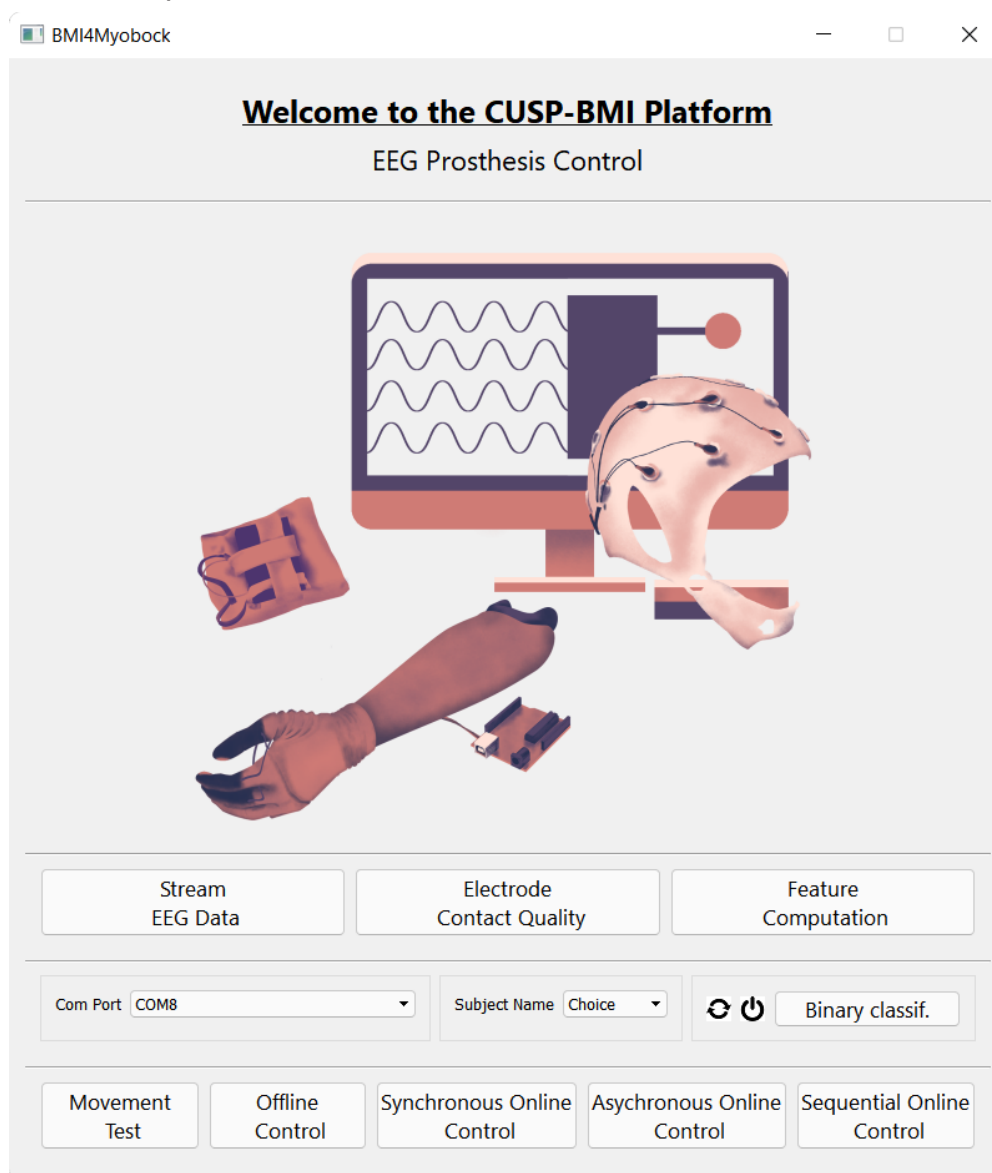 BMI4Myobock
Welcome to the CUSP-BMI Platform
EEG Prosthesis Control
Stream
EEG Data
Electrode
Contact Quality
Feature
Computation
Com Port COM8
Subject Name Choice
Binary classif.
Movement
Test
Offline
Control
Synchronous Online
Control
Asychronous Online
Control
Sequential Online
Control